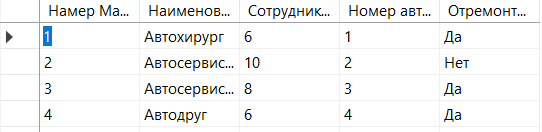 Намер Ма... Наименов... Сотрудник... Номер авт... Отремонт...
1 Автохирург 6 1 Да
2 Автосервис... 10 2 Нет
3 Автосервис... 8 3 Да
4 Автодруг 6 4 Да